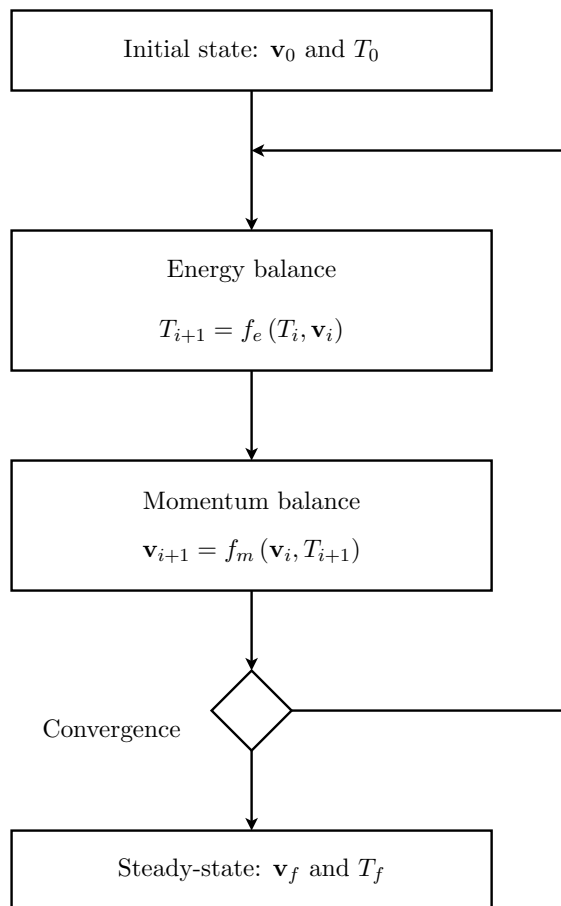 Initial state: v₀ and T₀
Energy balance
Tᵢ₊₁ = fₑ (Tᵢ, vᵢ)
Momentum balance
vᵢ₊₁ = fₘ (vᵢ, Tᵢ₊₁)
Convergence
Steady-state: v_f and T_f